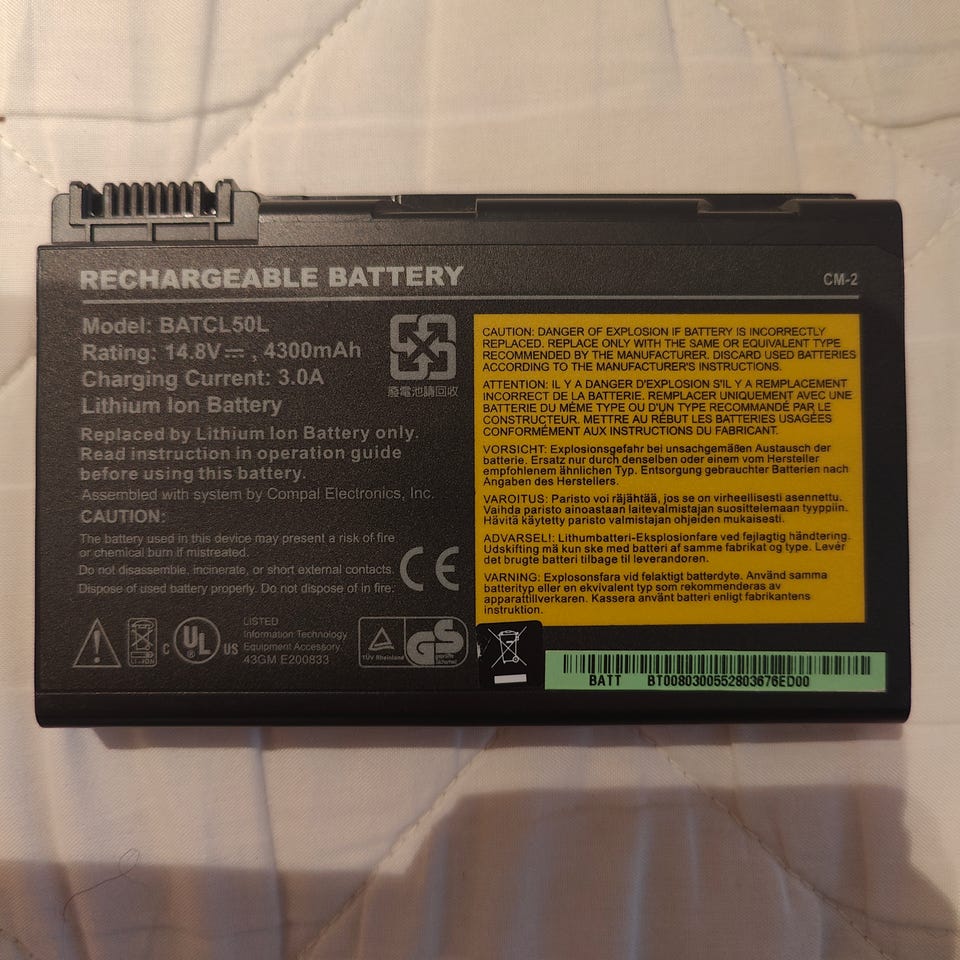 RECHARGEABLE BATTERY
CM-2
Model: BATCL50L
Rating: 14.8V⎓, 4300mAh
Charging Current: 3.0A
Lithium Ion Battery
廢電池請回收
Replaced by Lithium Ion Battery only.
Read instruction in operation guide
before using this battery.
Assembled with system by Compal Electronics, Inc.
CAUTION:
The battery used in this device may present a risk of fire
or chemical burn if mistreated.
Do not disassemble, incinerate, or short external contacts.
Dispose of used battery properly. Do not dispose of in fire.
CE
Li-ION
C UL US
®
LISTED
Information Technology
Equipment Accessory
43GM E200833
TÜV Rheinland
GS
geprüfte
CAUTION: DANGER OF EXPLOSION IF BATTERY IS INCORRECTLY
REPLACED. REPLACE ONLY WITH THE SAME OR EQUIVALENT TYPE
RECOMMENDED BY THE MANUFACTURER. DISCARD USED BATTERIES
ACCORDING TO THE MANUFACTURER'S INSTRUCTIONS.
ATTENTION: IL Y A DANGER D'EXPLOSION S'IL Y A REMPLACEMENT
INCORRECT DE LA BATTERIE. REMPLACER UNIQUEMENT AVEC UNE
BATTERIE DU MÊME TYPE OU D'UN TYPE RECOMMANDÉ PAR LE
CONSTRUCTEUR. METTRE AU RÉBUT LES BATTERIES USAGÉES
CONFORMÉMENT AUX INSTRUCTIONS DU FABRICANT.
VORSICHT: Explosionsgefahr bei unsachgemäßen Austausch der
batterie. Ersatz nur durch denselben oder einem vom Hersteller
empfohlenem ähnlichen Typ. Entsorgung gebrauchter Batterien nach
Angaben des Herstellers.
VAROITUS: Paristo voi räjähtää, jos se on virheellisesti asennettu.
Vaihda paristo ainoastaan laitevalmistajan suosittelemaan tyyppiin.
Hävitä käytetty paristo valmistajan ohjeiden mukaisesti.
ADVARSEL!: Lithumbatteri-Eksplosionfare ved fejlagtig håndtering.
Udskifting mä kun ske med batteri af samme fabrikat og type. Levér
det brugte batteri tilbage til leverandoren.
VARNING: Explosonsfara vid felaktigt batterdyte. Använd samma
batterityp eller en ekvivalent typ som rekommenderas av
apparattillverkaren. Kassera använt batteri enligt fabrikantens
instruktion.
BATT BT0080300552803676ED00